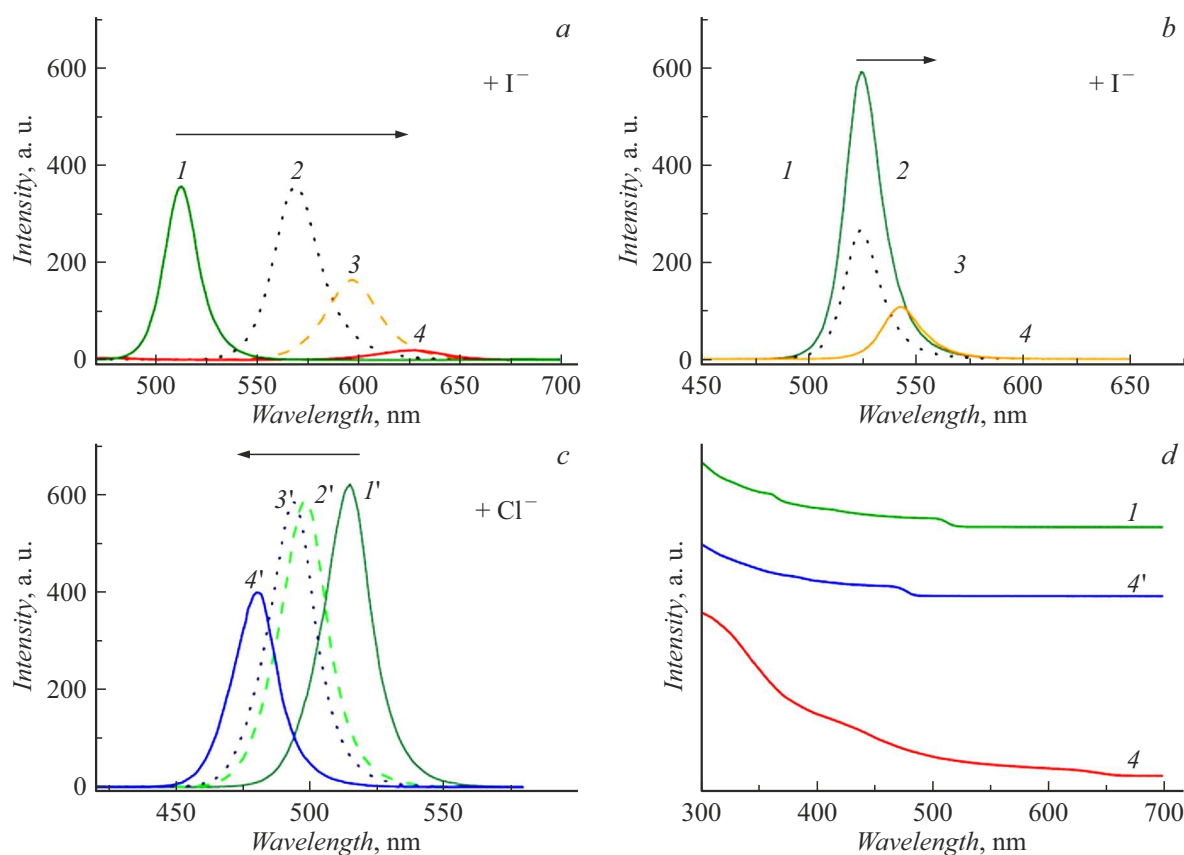 a
600
+ I⁻
400
1
2
200
3
4
0
500 550 600 650 700
Wavelength, nm
Intensity, a. u.
b
600
+ I⁻
400
1
2
200
3
4
0
450 500 550 600 650
Wavelength, nm
Intensity, a. u.
c
600
3' 2' 1'
+ Cl⁻
400
4'
200
0
450 500 550
Wavelength, nm
Intensity, a. u.
d
1
4'
4
300 400 500 600 700
Wavelength, nm
Intensity, a. u.